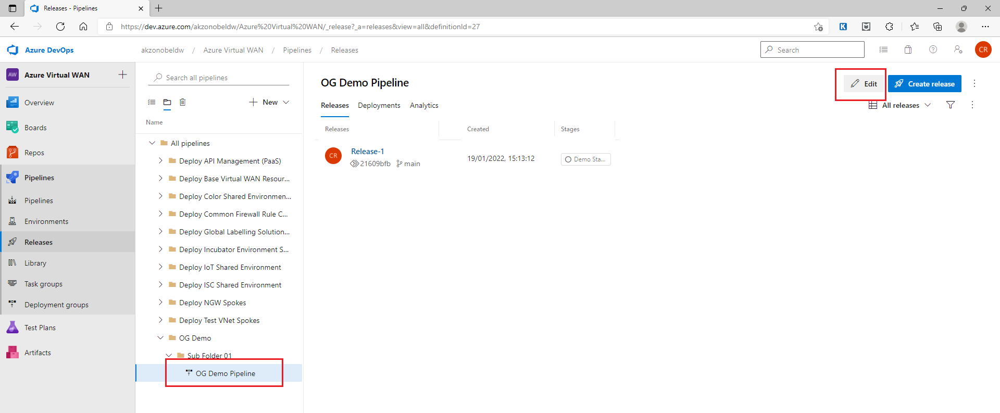 Releases - Pipelines
https://dev.azure.com/akzonobeldw/Azure%20Virtual%20WAN/_release?_a=releases&view=all&definitionId=27
K
Azure DevOps
akzonobeldw / Azure Virtual WAN / Pipelines / Releases
Search
CR
AW Azure Virtual WAN
Overview
Boards
Repos
Pipelines
Pipelines
Environments
Releases
Library
Task groups
Deployment groups
Test Plans
Artifacts
Search all pipelines
New
Name
All pipelines
Deploy API Management (PaaS)
Deploy Base Virtual WAN Resour...
Deploy Color Shared Environmen...
Deploy Common Firewall Rule C...
Deploy Global Labelling Solution...
Deploy Incubator Environment S...
Deploy IoT Shared Environment
Deploy ISC Shared Environment
Deploy NGW Spokes
Deploy Test VNet Spokes
OG Demo
Sub Folder 01
OG Demo Pipeline
OG Demo Pipeline
Edit
Create release
Releases Deployments Analytics
All releases
Releases Created Stages
CR
Release-1
21609bfb main
19/01/2022, 15:13:12
Demo Sta...